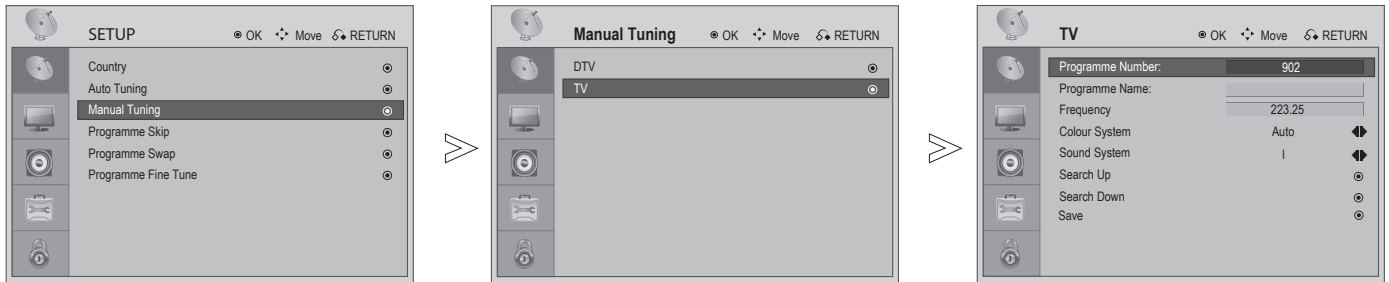 SETUP OK Move RETURN
Country
Auto Tuning
Manual Tuning
Programme Skip
Programme Swap
Programme Fine Tune
Manual Tuning OK Move RETURN
DTV
TV
TV OK Move RETURN
Programme Number: 902
Programme Name:
Frequency 223.25
Colour System Auto
Sound System I
Search Up
Search Down
Save